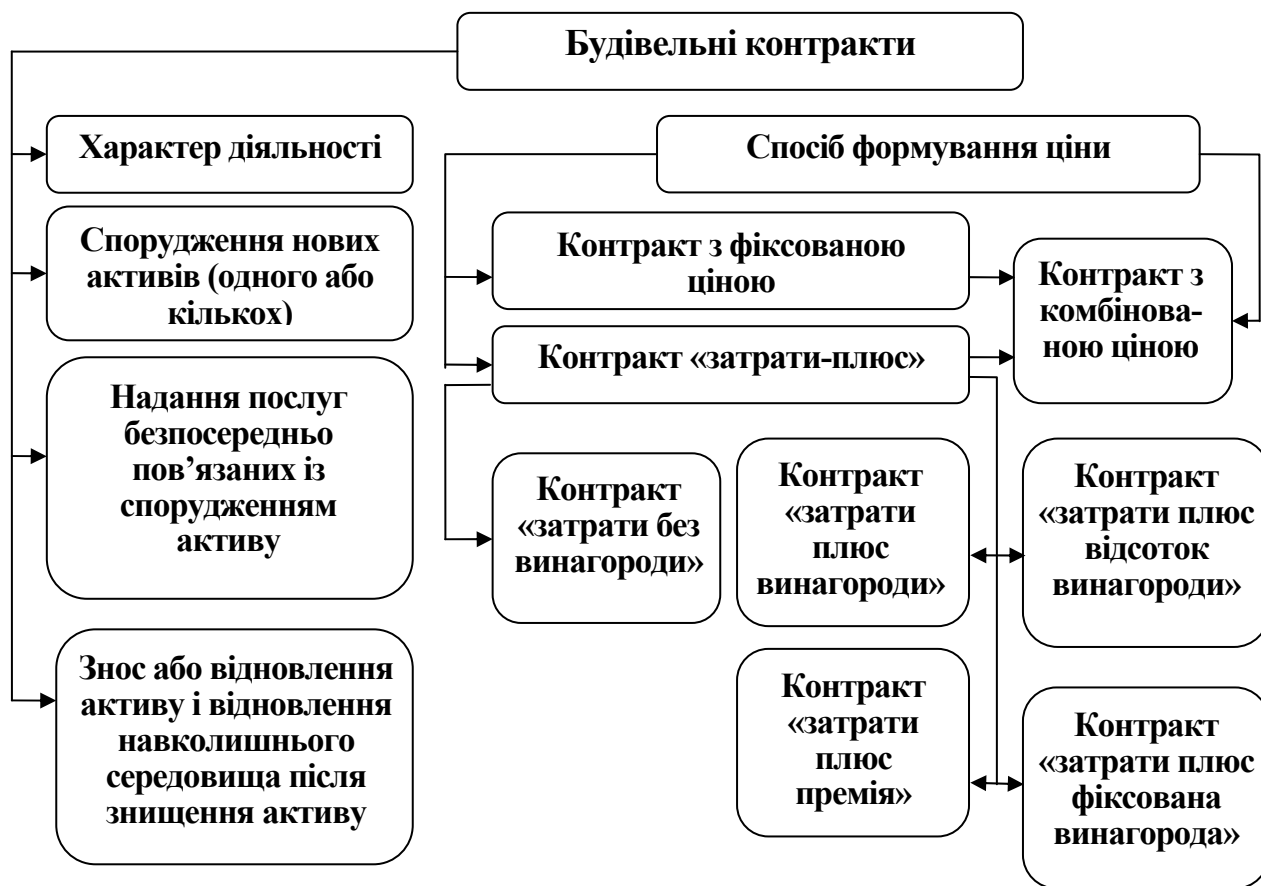 Будівельні контракти
Характер діяльності
Спорудження нових
активів (одного або
кількох)
Надання послуг
безпосередньо
пов’язаних із
спорудженням
активу
Знос або відновлення
активу і відновлення
навколишнього
середовища після
знищення активу
Спосіб формування ціни
Контракт з фіксованою
ціною
Контракт «затрати-плюс»
Контракт з
комбінова-
ною ціною
Контракт
«затрати без
винагороди»
Контракт
«затрати
плюс
винагороди»
Контракт
«затрати плюс
відсоток
винагороди»
Контракт
«затрати
плюс
премія»
Контракт
«затрати плюс
фіксована
винагорода»